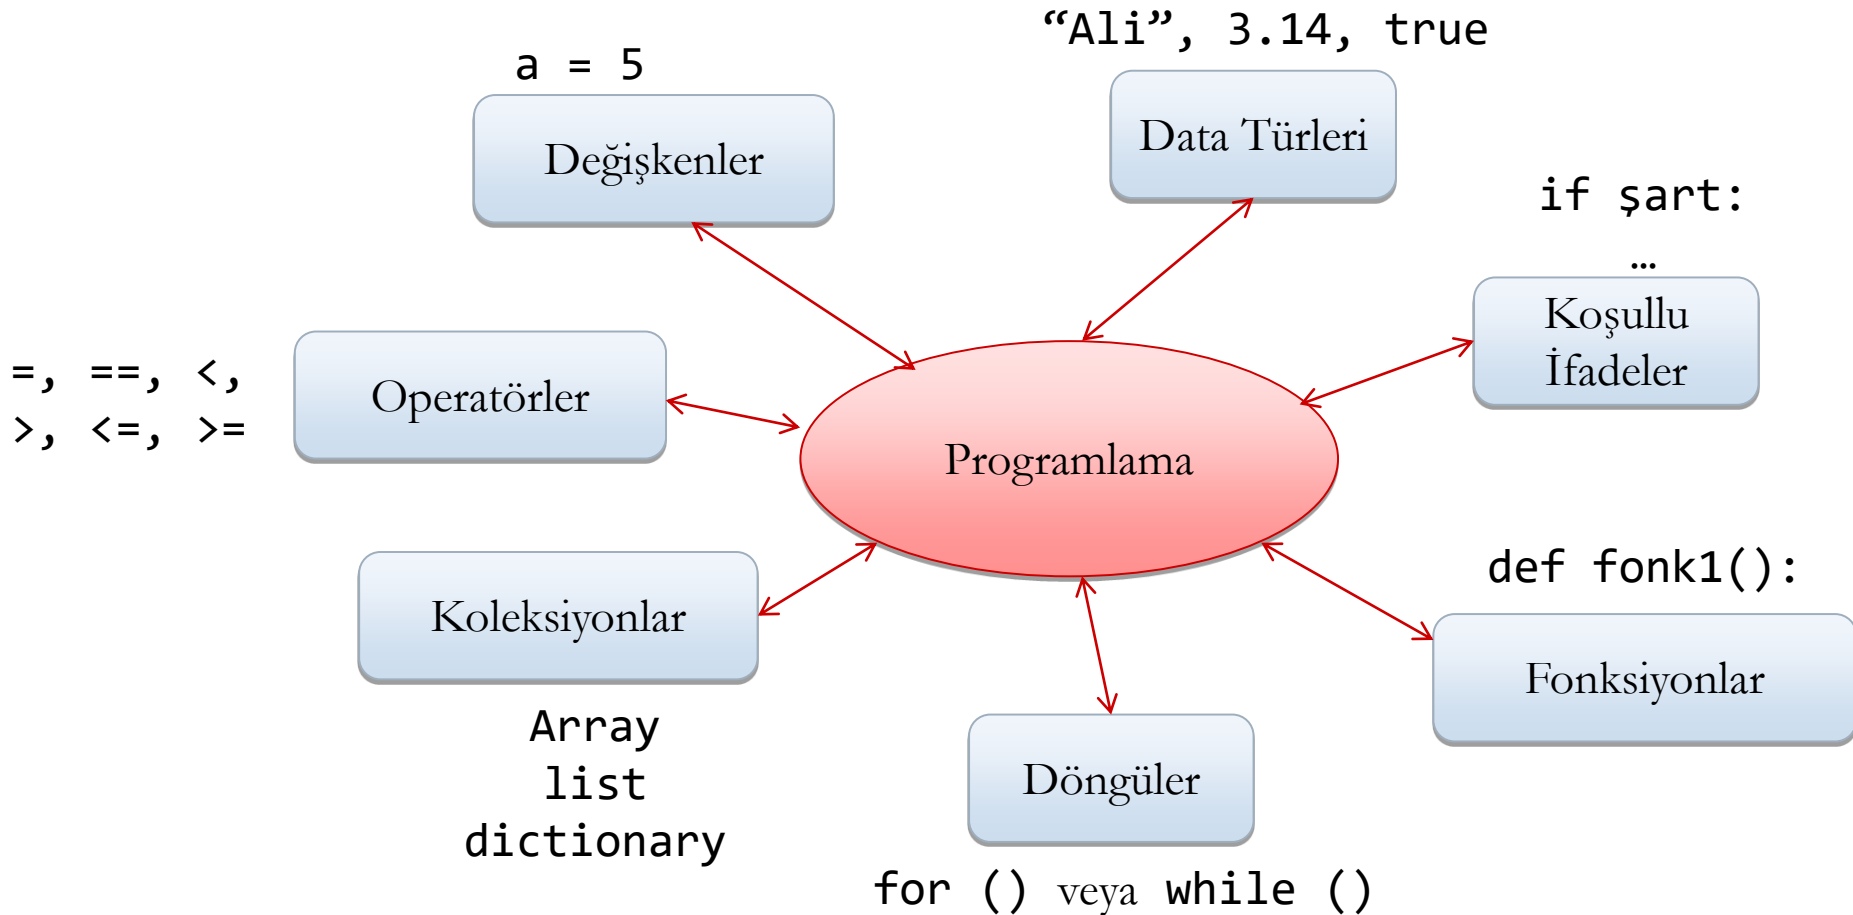 “Ali”, 3.14, true
a = 5
Data Türleri
Değişkenler
if şart:
…
Koşullu
İfadeler
=, ==, <,
>, <=, >=
Operatörler
Programlama
def fonk1():
Koleksiyonlar
Fonksiyonlar
Array
list
dictionary
Döngüler
for () veya while ()